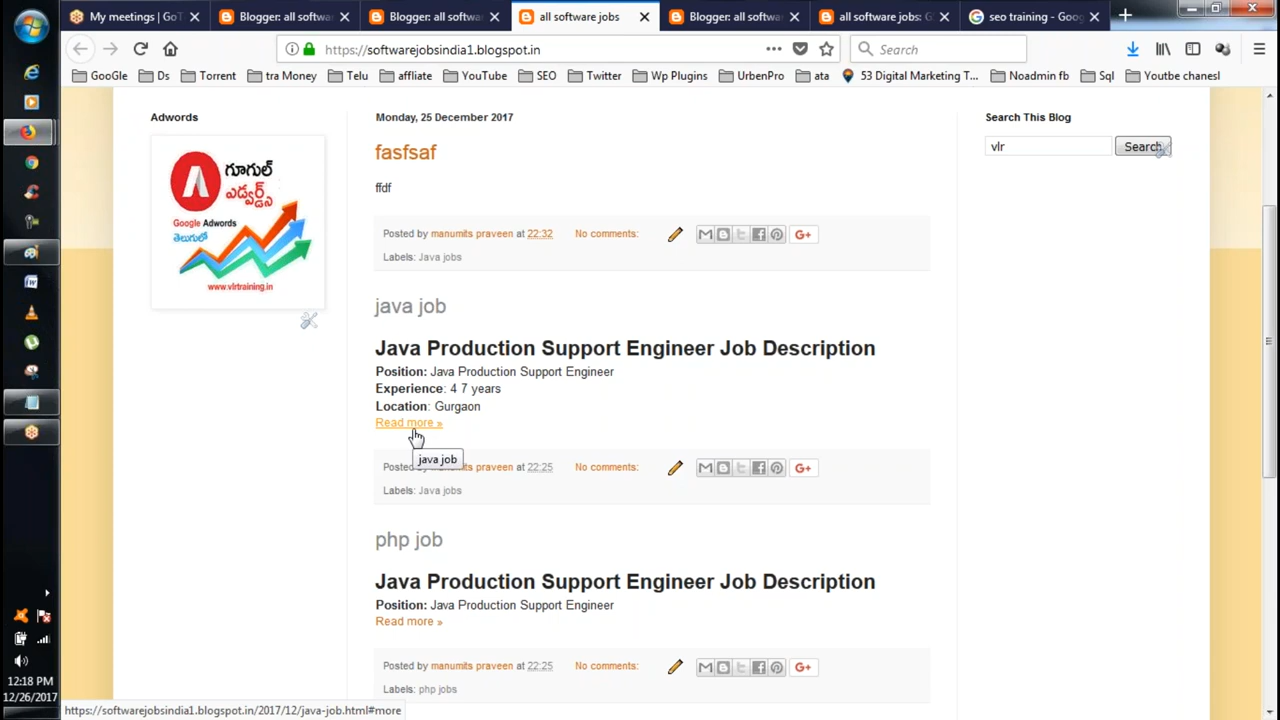 My meetings | GoT
Blogger: all softwa
Blogger: all softwa
all software jobs
Blogger: all softwa
all software jobs: G
seo training - Goog
https://softwarejobsindia1.blogspot.in
Search
GooGle
Ds
Torrent
tra Money
Telu
affliate
YouTube
SEO
Twitter
Wp Plugins
UrbenPro
ata
53 Digital Marketing T...
Noadmin fb
Sql
Youtbe chanesl
Adwords
గూగుల్
ఎడ్వర్డ్స్
Google Adwords
తెలుగులో
www.vlrtraining.in
Monday, 25 December 2017
fasfsaf
ffdf
Posted by manumits praveen at 22:32 No comments:
Labels: Java jobs
java job
Java Production Support Engineer Job Description
Position: Java Production Support Engineer
Experience: 4 7 years
Location: Gurgaon
Read more »
java job
Posted by manumits praveen at 22:25 No comments:
Labels: Java jobs
php job
Java Production Support Engineer Job Description
Position: Java Production Support Engineer
Read more »
Posted by manumits praveen at 22:25 No comments:
Labels: php jobs
Search This Blog
vlr
Search
12:18 PM
12/26/2017
https://softwarejobsindia1.blogspot.in/2017/12/java-job.html#more